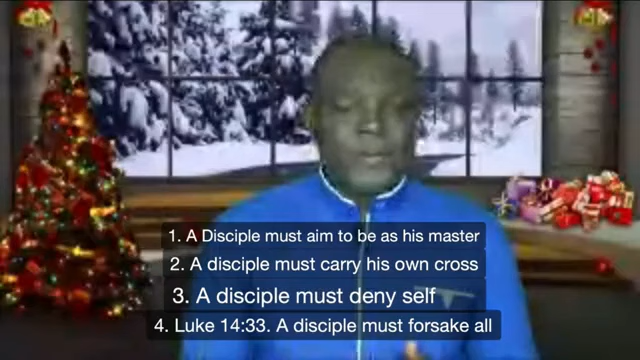 1. A Disciple must aim to be as his master
2. A disciple must carry his own cross
3. A disciple must deny self
4. Luke 14:33. A disciple must forsake all